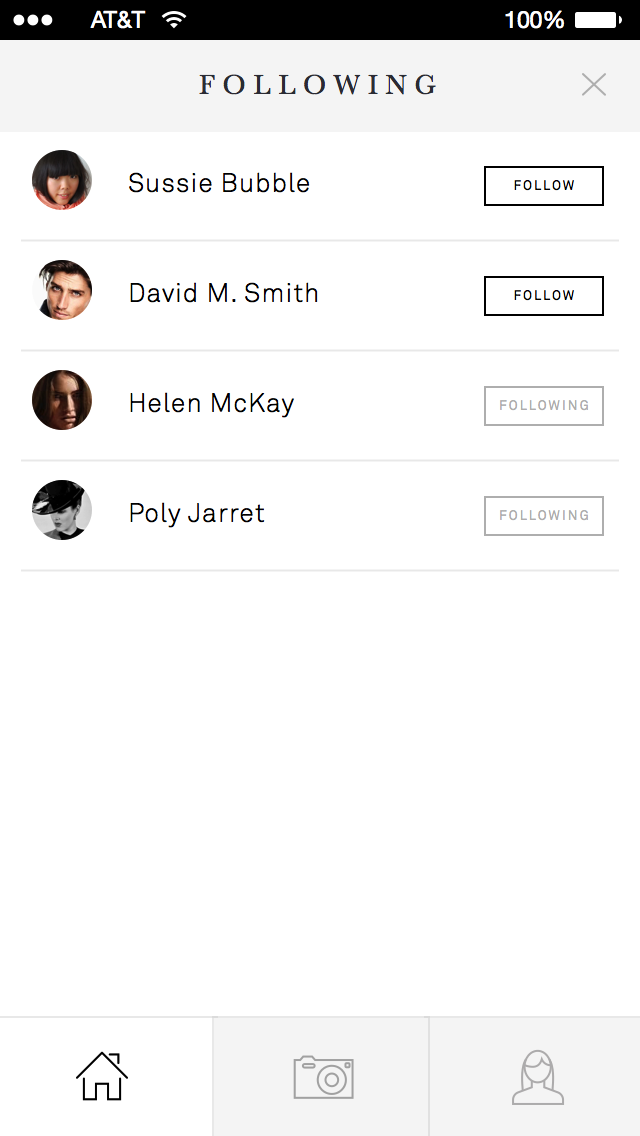 AT&T 100%
FOLLOWING
Sussie Bubble FOLLOW
David M. Smith FOLLOW
Helen McKay FOLLOWING
Poly Jarret FOLLOWING